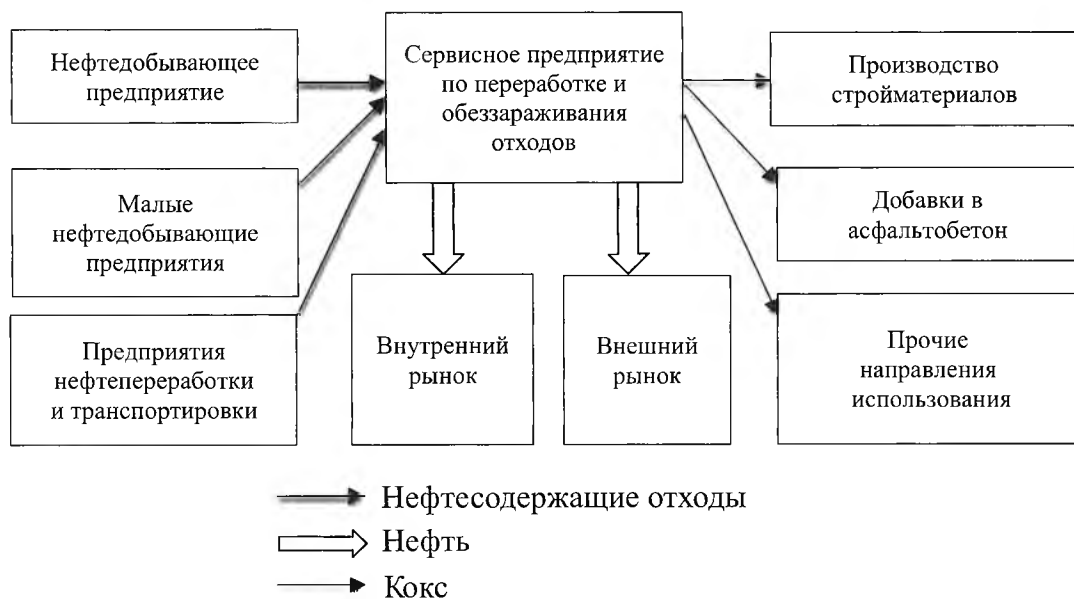 Нефтедобывающее
предприятие
Малые
нефтедобывающие
предприятия
Предприятия
нефтепереработки
и транспортировки
Сервисное предприятие
по переработке и
обеззараживания
отходов
Внутренний
рынок
Внешний
рынок
Производство
стройматериалов
Добавки в
асфальтобетон
Прочие
направления
использования
Нефтесодержащие отходы
Нефть
Кокс